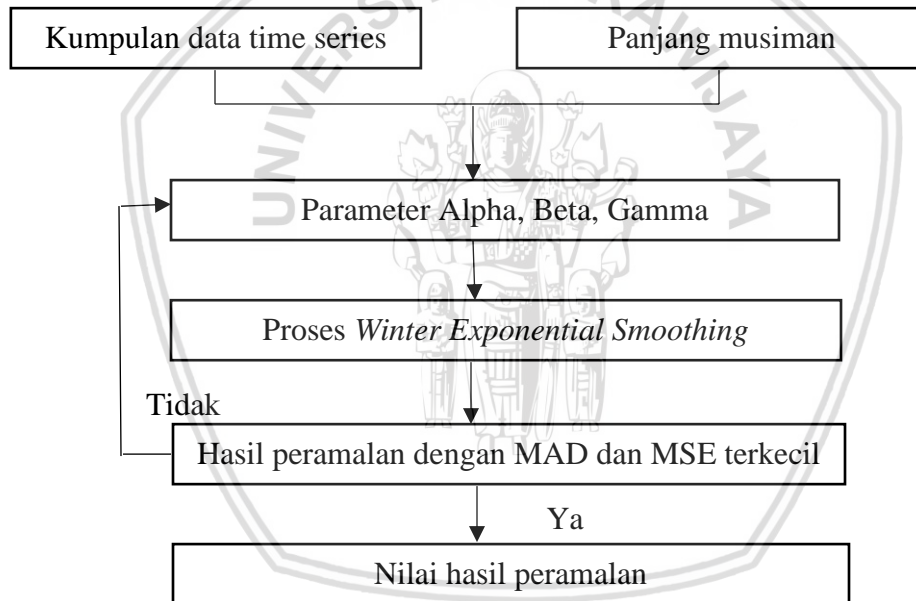 Kumpulan data time series
Panjang musiman
Parameter Alpha, Beta, Gamma
Proses Winter Exponential Smoothing
Tidak
Hasil peramalan dengan MAD dan MSE terkecil
Ya
Nilai hasil peramalan